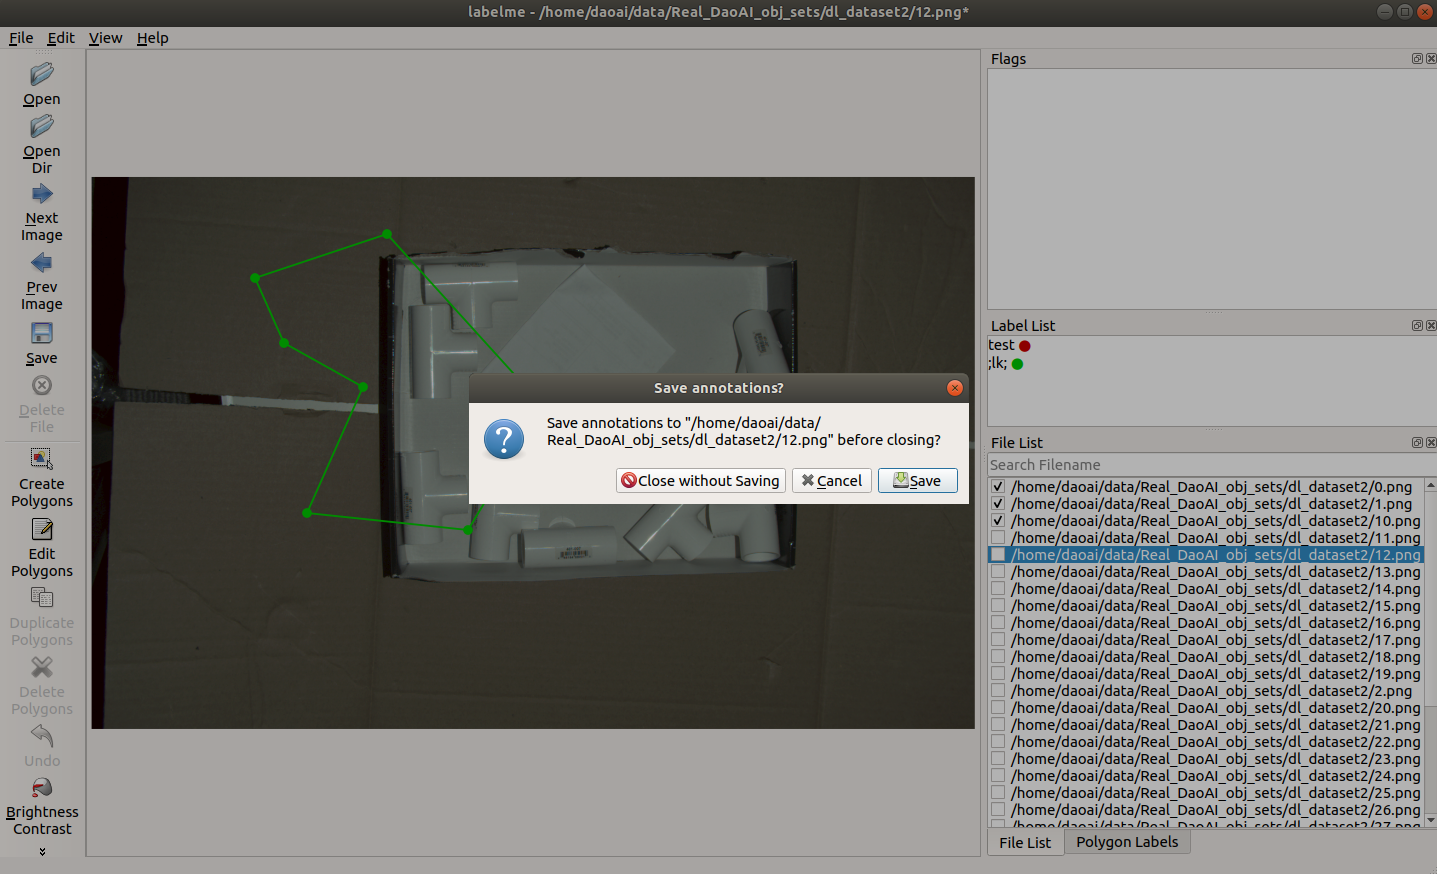 labelme - /home/daoai/data/Real_DaoAI_obj_sets/dl_dataset2/12.png*
File Edit View Help
Open
Open
Dir
Next
Image
Prev
Image
Save
Delete
File
Create
Polygons
Edit
Polygons
Duplicate
Polygons
Delete
Polygons
Undo
Brightness
Contrast
Save annotations?
Save annotations to "/home/daoai/data/
Real_DaoAI_obj_sets/dl_dataset2/12.png" before closing?
Close without Saving Cancel Save
Flags
Label List
test
;lk;
File List
Search Filename
/home/daoai/data/Real_DaoAI_obj_sets/dl_dataset2/0.png
/home/daoai/data/Real_DaoAI_obj_sets/dl_dataset2/1.png
/home/daoai/data/Real_DaoAI_obj_sets/dl_dataset2/10.png
/home/daoai/data/Real_DaoAI_obj_sets/dl_dataset2/11.png
/home/daoai/data/Real_DaoAI_obj_sets/dl_dataset2/12.png
/home/daoai/data/Real_DaoAI_obj_sets/dl_dataset2/13.png
/home/daoai/data/Real_DaoAI_obj_sets/dl_dataset2/14.png
/home/daoai/data/Real_DaoAI_obj_sets/dl_dataset2/15.png
/home/daoai/data/Real_DaoAI_obj_sets/dl_dataset2/16.png
/home/daoai/data/Real_DaoAI_obj_sets/dl_dataset2/17.png
/home/daoai/data/Real_DaoAI_obj_sets/dl_dataset2/18.png
/home/daoai/data/Real_DaoAI_obj_sets/dl_dataset2/19.png
/home/daoai/data/Real_DaoAI_obj_sets/dl_dataset2/2.png
/home/daoai/data/Real_DaoAI_obj_sets/dl_dataset2/20.png
/home/daoai/data/Real_DaoAI_obj_sets/dl_dataset2/21.png
/home/daoai/data/Real_DaoAI_obj_sets/dl_dataset2/22.png
/home/daoai/data/Real_DaoAI_obj_sets/dl_dataset2/23.png
/home/daoai/data/Real_DaoAI_obj_sets/dl_dataset2/24.png
/home/daoai/data/Real_DaoAI_obj_sets/dl_dataset2/25.png
/home/daoai/data/Real_DaoAI_obj_sets/dl_dataset2/26.png
/home/daoai/data/Real_DaoAI_obj_sets/dl_dataset2/27.png
File List Polygon Labels